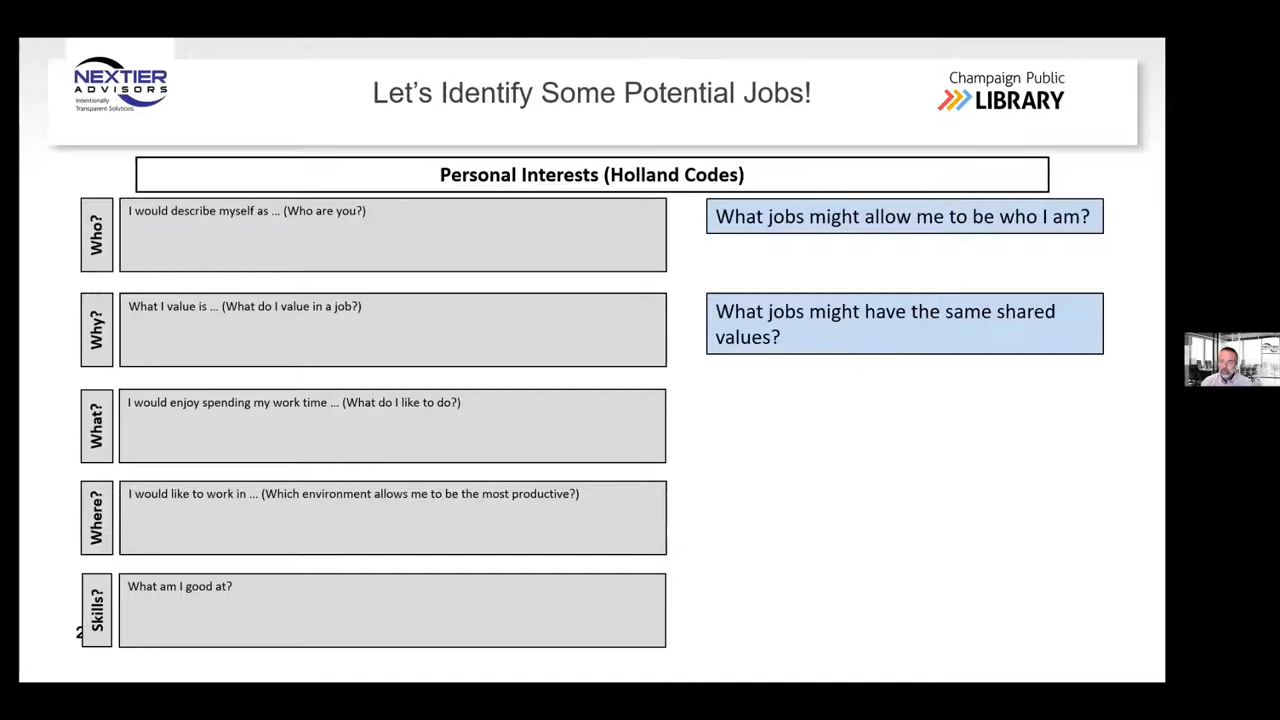 NEXTIER
ADVISORS
Intentionally
Transparent Solutions
Let's Identify Some Potential Jobs!
Champaign Public
LIBRARY
Personal Interests (Holland Codes)
Who?
I would describe myself as ... (Who are you?)
What jobs might allow me to be who I am?
Why?
What I value is ... (What do I value in a job?)
What jobs might have the same shared
values?
What?
I would enjoy spending my work time ... (What do I like to do?)
Where?
I would like to work in ... (Which environment allows me to be the most productive?)
Skills?
What am I good at?
2